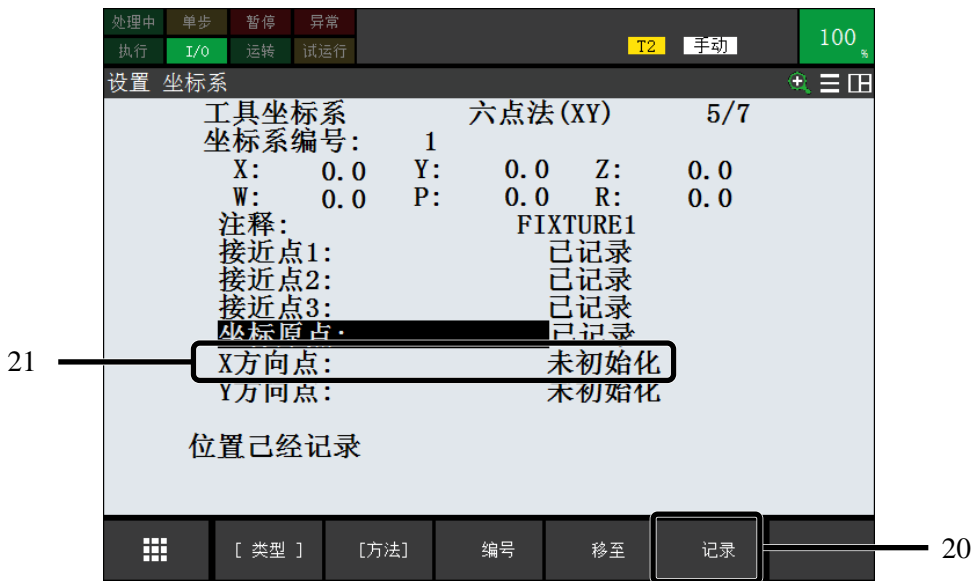 处理中 单步 暂停 异常
执行 I/O 运转 试运行 T2 手动 100 %
设置 坐标系
工具坐标系 六点法(XY) 5/7
坐标系编号: 1
X: 0.0 Y: 0.0 Z: 0.0
W: 0.0 P: 0.0 R: 0.0
注释: FIXTURE1
接近点1: 已记录
接近点2: 已记录
接近点3: 已记录
坐标原点: 已记录
21 X方向点: 未初始化
Y方向点: 未初始化
位置己经记录
[ 类型 ] [方法] 编号 移至 记录 20